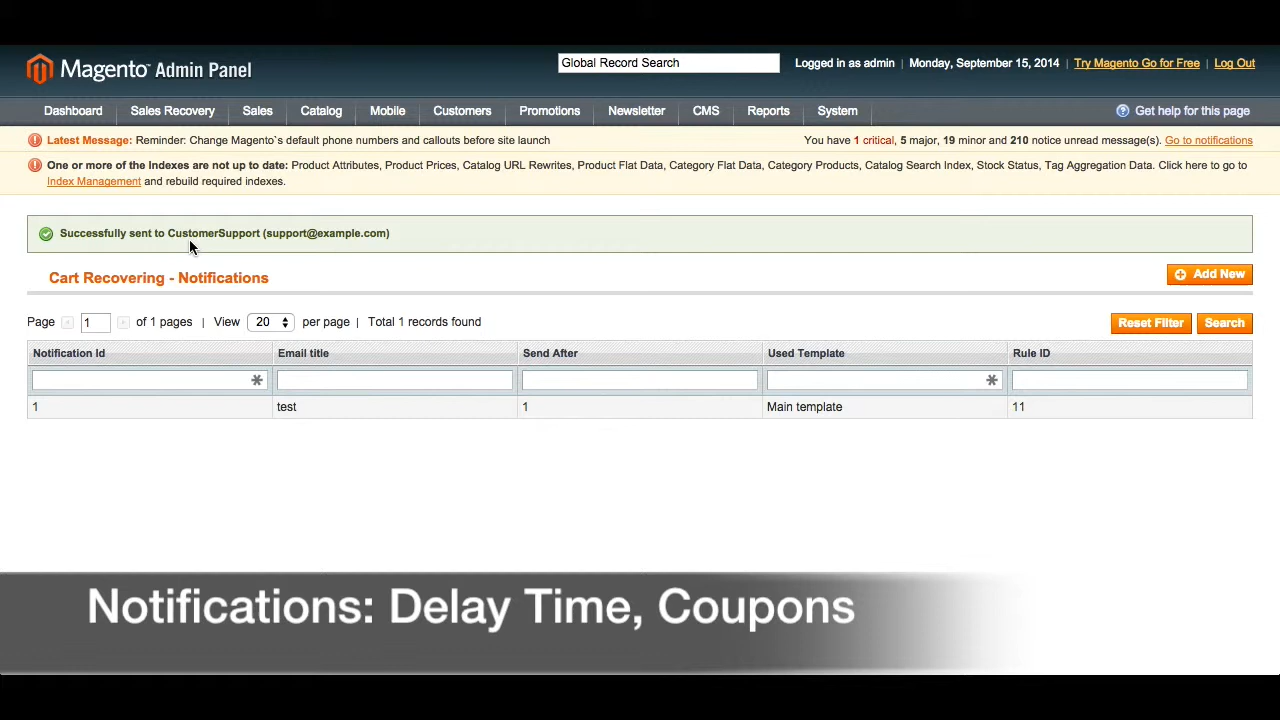 Magento™ Admin Panel
Global Record Search
Logged in as admin | Monday, September 15, 2014 | Try Magento Go for Free | Log Out
Dashboard Sales Recovery Sales Catalog Mobile Customers Promotions Newsletter CMS Reports System
Get help for this page
Latest Message: Reminder: Change Magento`s default phone numbers and callouts before site launch
You have 1 critical, 5 major, 19 minor and 210 notice unread message(s). Go to notifications
One or more of the Indexes are not up to date: Product Attributes, Product Prices, Catalog URL Rewrites, Product Flat Data, Category Flat Data, Category Products, Catalog Search Index, Stock Status, Tag Aggregation Data. Click here to go to
Index Management and rebuild required indexes.
Successfully sent to CustomerSupport (support@example.com)
Cart Recovering - Notifications
Add New
Page 1 of 1 pages | View 20 per page | Total 1 records found
Reset Filter Search
Notification Id Email title Send After Used Template Rule ID
1 test 1 Main template 11
Notifications: Delay Time, Coupons